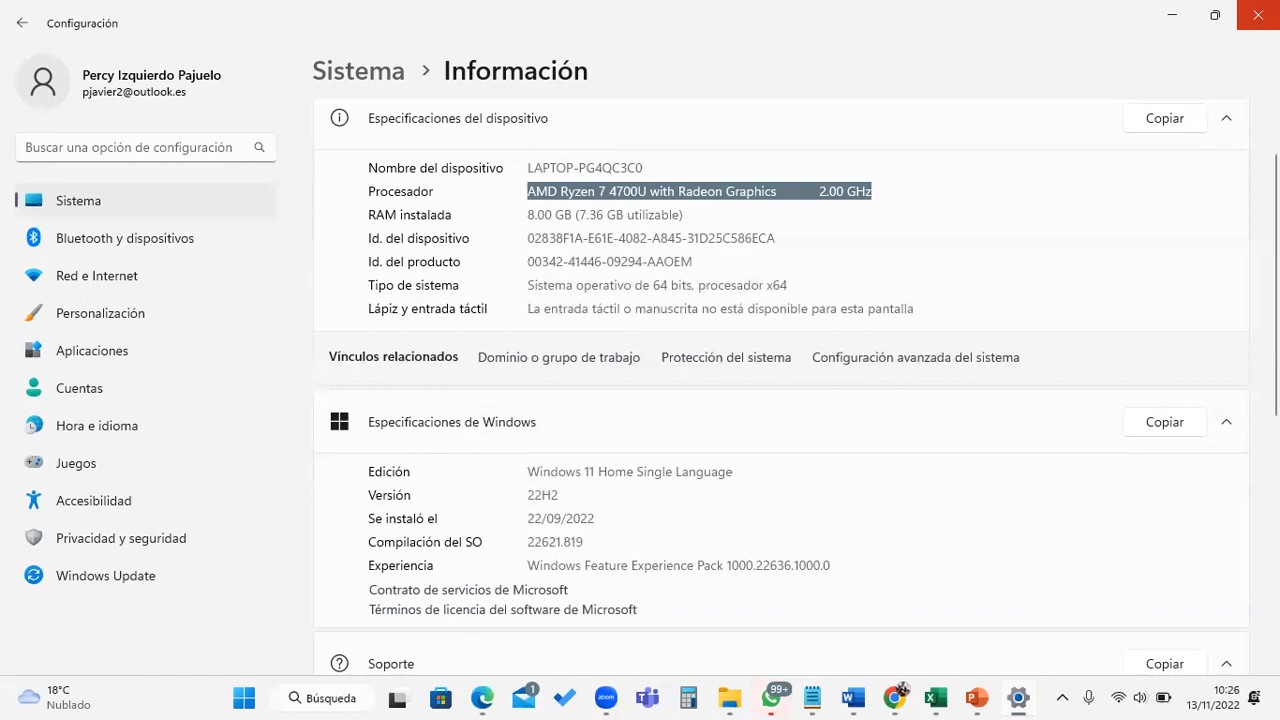 Configuración
Percy Izquierdo Pajuelo
pjavier2@outlook.es
Buscar una opción de configuración
Sistema
Bluetooth y dispositivos
Red e Internet
Personalización
Aplicaciones
Cuentas
Hora e idioma
Juegos
Accesibilidad
Privacidad y seguridad
Windows Update
Sistema > Información
Especificaciones del dispositivo Copiar
Nombre del dispositivo LAPTOP-PG4QC3C0
Procesador AMD Ryzen 7 4700U with Radeon Graphics 2.00 GHz
RAM instalada 8.00 GB (7.36 GB utilizable)
Id. del dispositivo 02838F1A-E61E-4082-A845-31D25C586ECA
Id. del producto 00342-41446-09294-AAOEM
Tipo de sistema Sistema operativo de 64 bits, procesador x64
Lápiz y entrada táctil La entrada táctil o manuscrita no está disponible para esta pantalla
Vínculos relacionados Dominio o grupo de trabajo Protección del sistema Configuración avanzada del sistema
Especificaciones de Windows Copiar
Edición Windows 11 Home Single Language
Versión 22H2
Se instaló el 22/09/2022
Compilación del SO 22621.819
Experiencia Windows Feature Experience Pack 1000.22636.1000.0
Contrato de servicios de Microsoft
Términos de licencia del software de Microsoft
Soporte Copiar
18°C
Nublado
Búsqueda
1
zoom
99+
10:26
13/11/2022